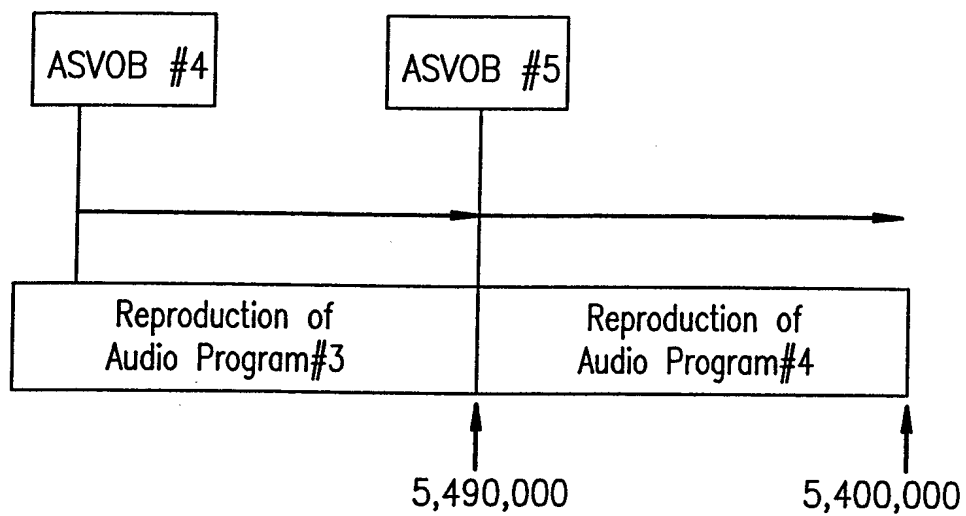 ASVOB #4
ASVOB #5
Reproduction of
Audio Program#3
Reproduction of
Audio Program#4
5,490,000
5,400,000